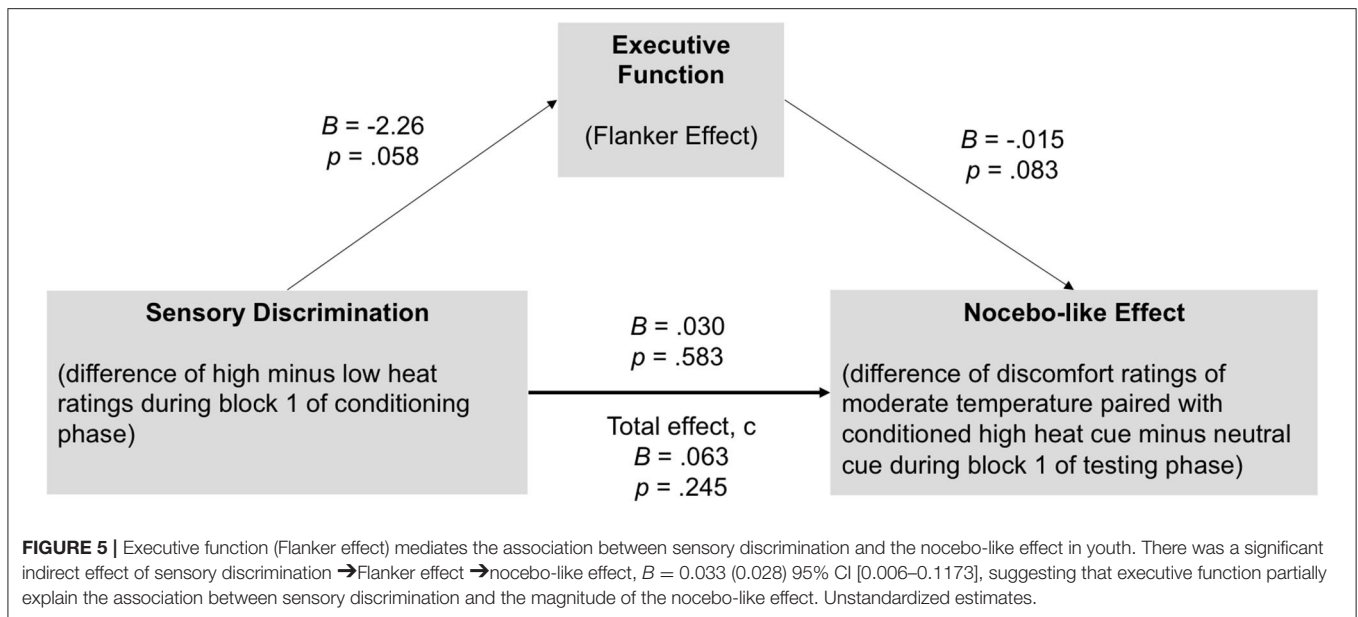 Executive
Function
(Flanker Effect)
B = -2.26
p = .058
B = -.015
p = .083
Sensory Discrimination
(difference of high minus low heat
ratings during block 1 of conditioning
phase)
B = .030
p = .583
Total effect, c
B = .063
p = .245
Nocebo-like Effect
(difference of discomfort ratings of
moderate temperature paired with
conditioned high heat cue minus neutral
cue during block 1 of testing phase)
FIGURE 5 | Executive function (Flanker effect) mediates the association between sensory discrimination and the nocebo-like effect in youth. There was a significant
indirect effect of sensory discrimination ➔Flanker effect ➔nocebo-like effect, B = 0.033 (0.028) 95% CI [0.006–0.1173], suggesting that executive function partially
explain the association between sensory discrimination and the magnitude of the nocebo-like effect. Unstandardized estimates.